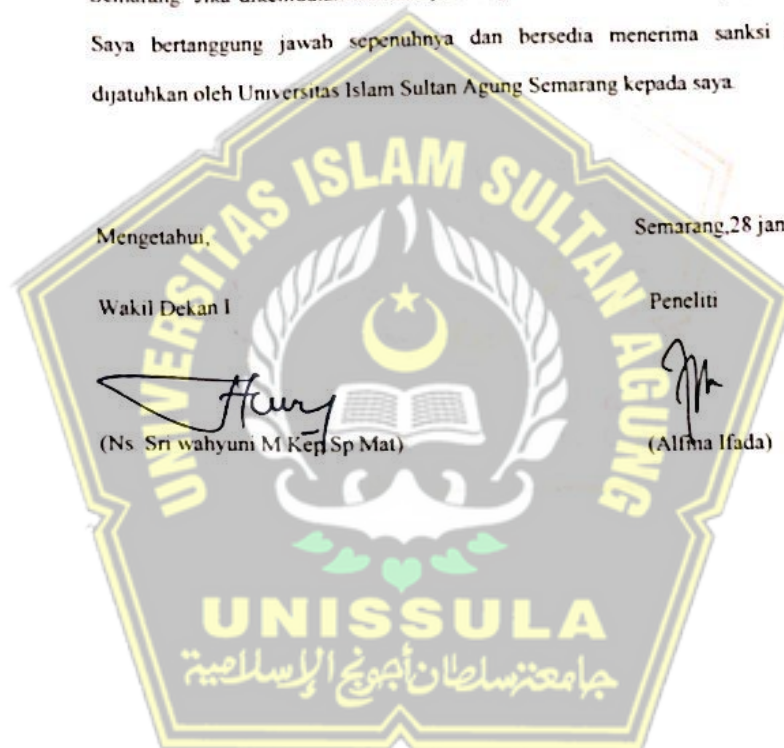 Saya bertanggung jawab sepenuhnya dan bersedia menerima sanksi
dijatuhkan oleh Universitas Islam Sultan Agung Semarang kepada saya
Mengetahui,
Semarang,28 jan
Wakil Dekan I
Peneliti
(Ns. Sri wahyuni M Kep Sp Mat)
(Alfina Ifada)
UNIVERSITAS ISLAM SULTAN AGUNG
UNISSULA
جامعة سلطان أجونج الإسلامية